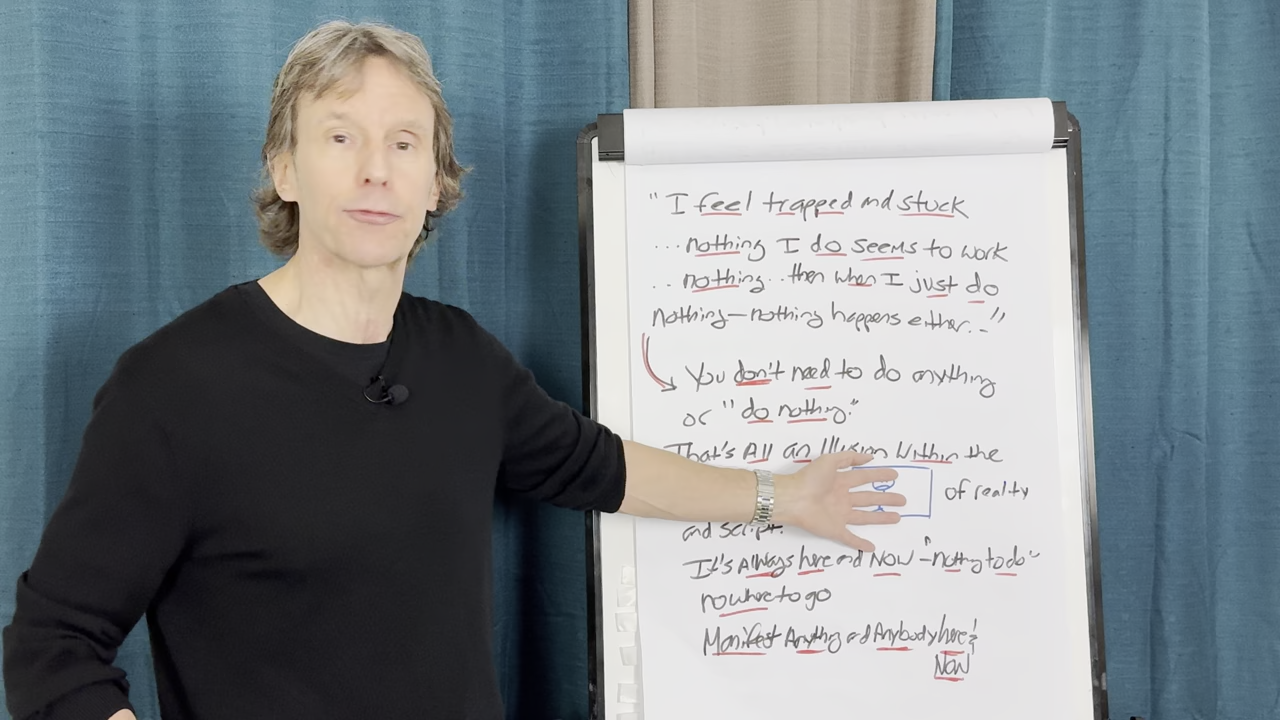 "I feel trapped and stuck
... nothing I do seems to work
.. nothing... then when I just do
nothing—nothing happens either..."
You don't need to do anything
or "do nothing."
That's All an Illusion Within the
of realty
and script.
It's Always here and NOW - "nothing to do"
nowhere to go
Manifest Anything and Anybody here &
NOW